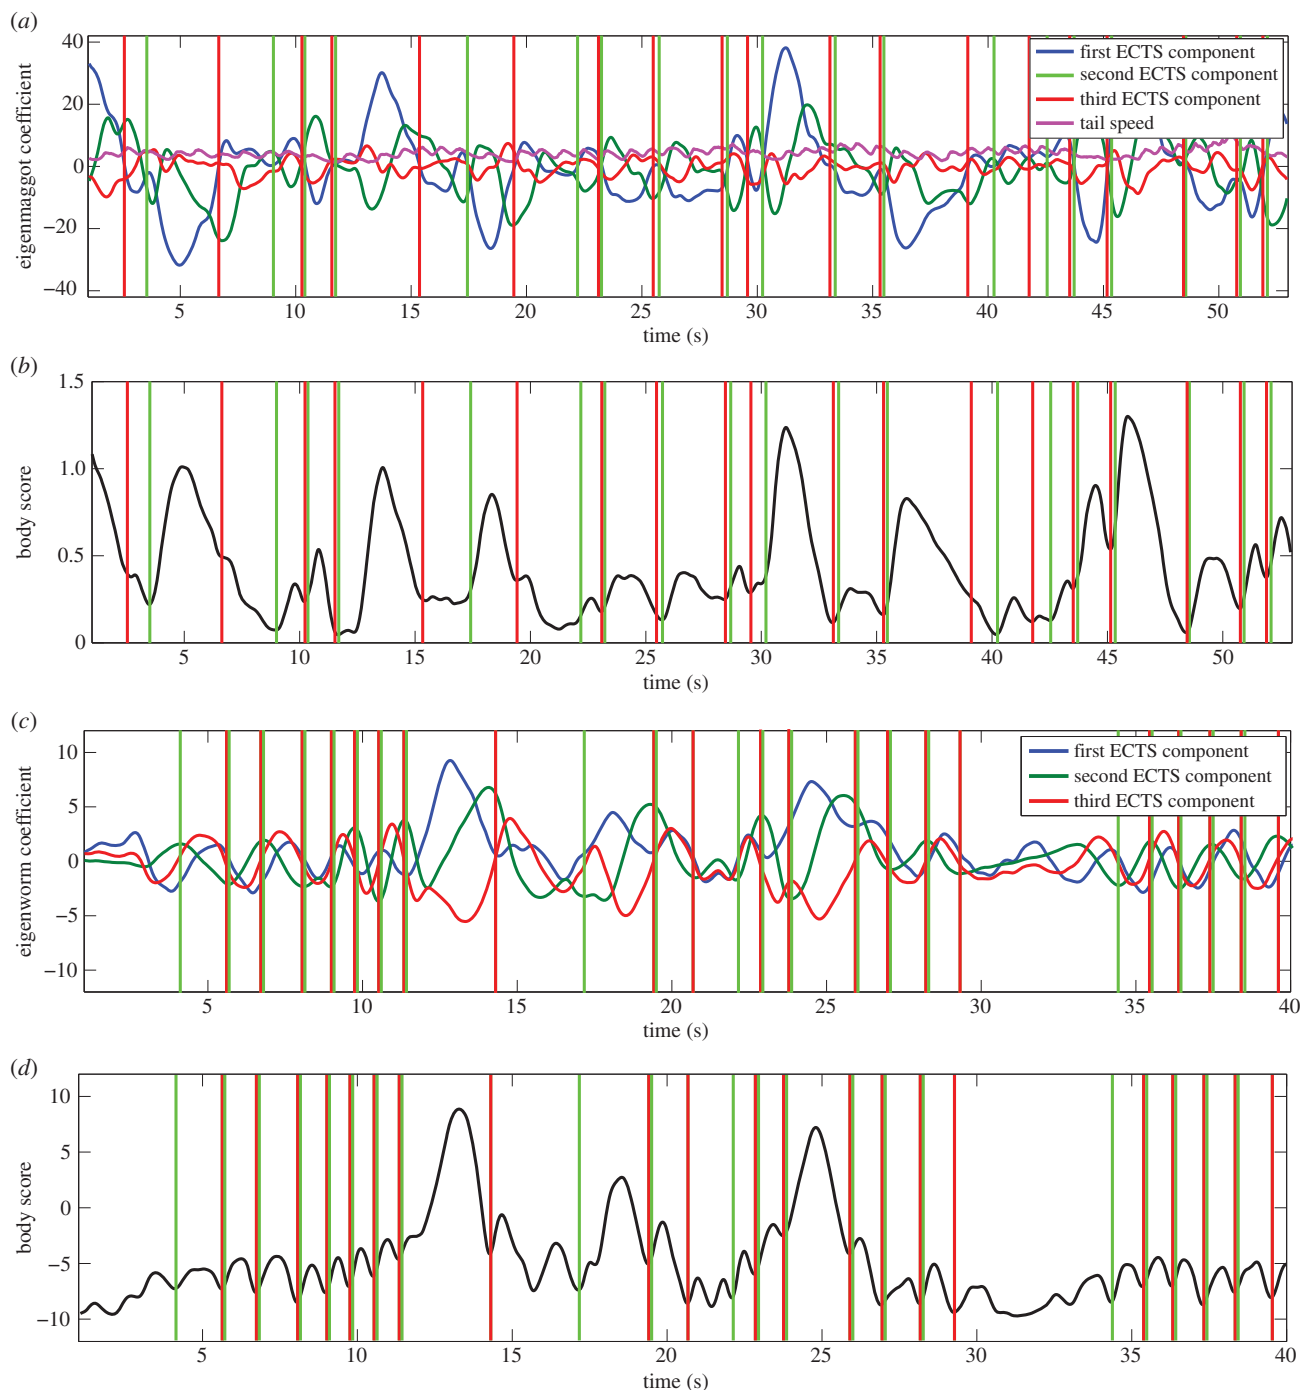 (a)
40
20
0
−20
−40
eigenmaggot coefficient
first ECTS component
second ECTS component
third ECTS component
tail speed
5 10 15 20 25 30 35 40 45 50
time (s)
(b)
1.5
1.0
0.5
0
body score
5 10 15 20 25 30 35 40 45 50
time (s)
(c)
10
5
0
−5
−10
eigenworm coefficient
first ECTS component
second ECTS component
third ECTS component
5 10 15 20 25 30 35 40
time (s)
(d)
10
5
0
−5
−10
body score
5 10 15 20 25 30 35 40
time (s)